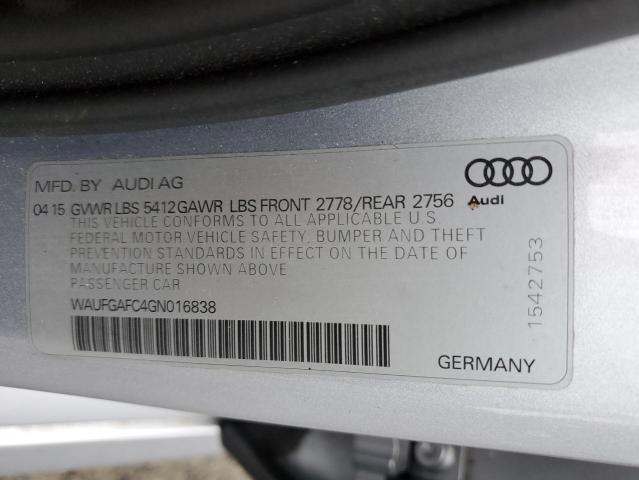 MFD. BY AUDI AG
04 15 GVWR LBS 5412 GAWR LBS FRONT 2778/REAR 2756
THIS VEHICLE CONFORMS TO ALL APPLICABLE U.S.
FEDERAL MOTOR VEHICLE SAFETY, BUMPER AND THEFT
PREVENTION STANDARDS IN EFFECT ON THE DATE OF
MANUFACTURE SHOWN ABOVE
PASSENGER CAR
WAUFGAFC4GN016838
Audi
1542753
GERMANY